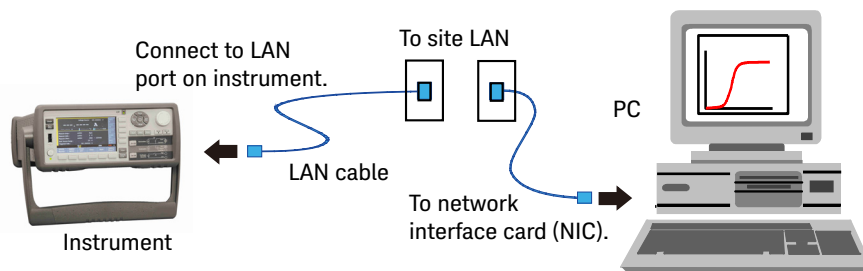 Connect to LAN
port on instrument.
To site LAN
PC
LAN cable
To network
interface card (NIC).
Instrument